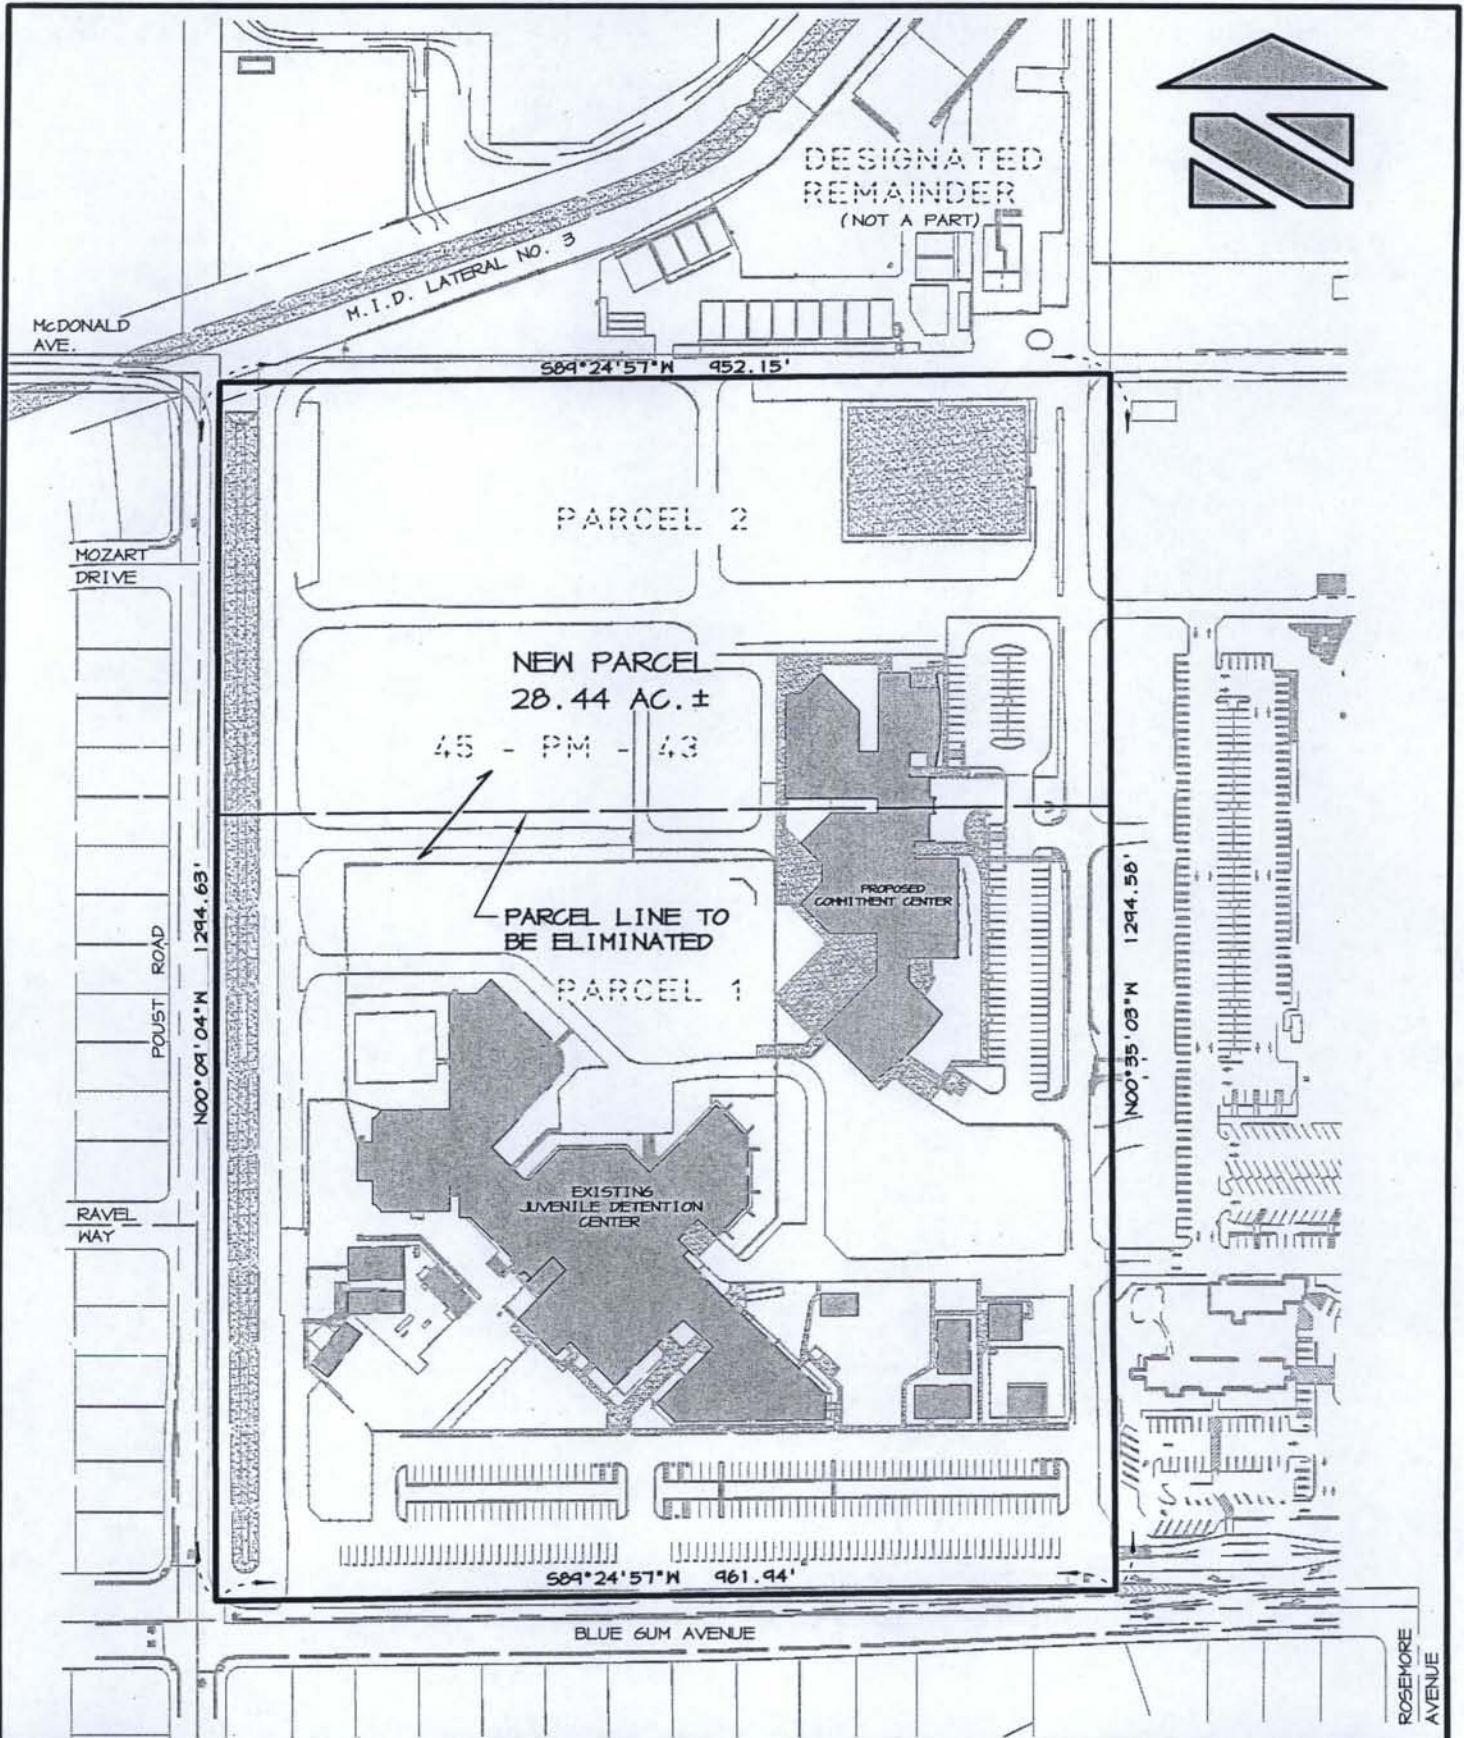 DESIGNATED
REMAINDER
(NOT A PART)
M.I.D. LATERAL NO. 3
McDONALD
AVE.
S89°24'57"W 952.15'
PARCEL 2
MOZART
DRIVE
NEW PARCEL
28.44 AC.±
45 - PM - 43
PROPOSED
COMMITMENT CENTER
PARCEL LINE TO
BE ELIMINATED
PARCEL 1
POUST ROAD
N00°09'04"W 1294.63'
N00°35'03"W 1294.58'
EXISTING
JUVENILE DETENTION
CENTER
RAVEL
WAY
S89°24'57"W 961.94'
BLUE GUM AVENUE
ROSEMORE
AVENUE